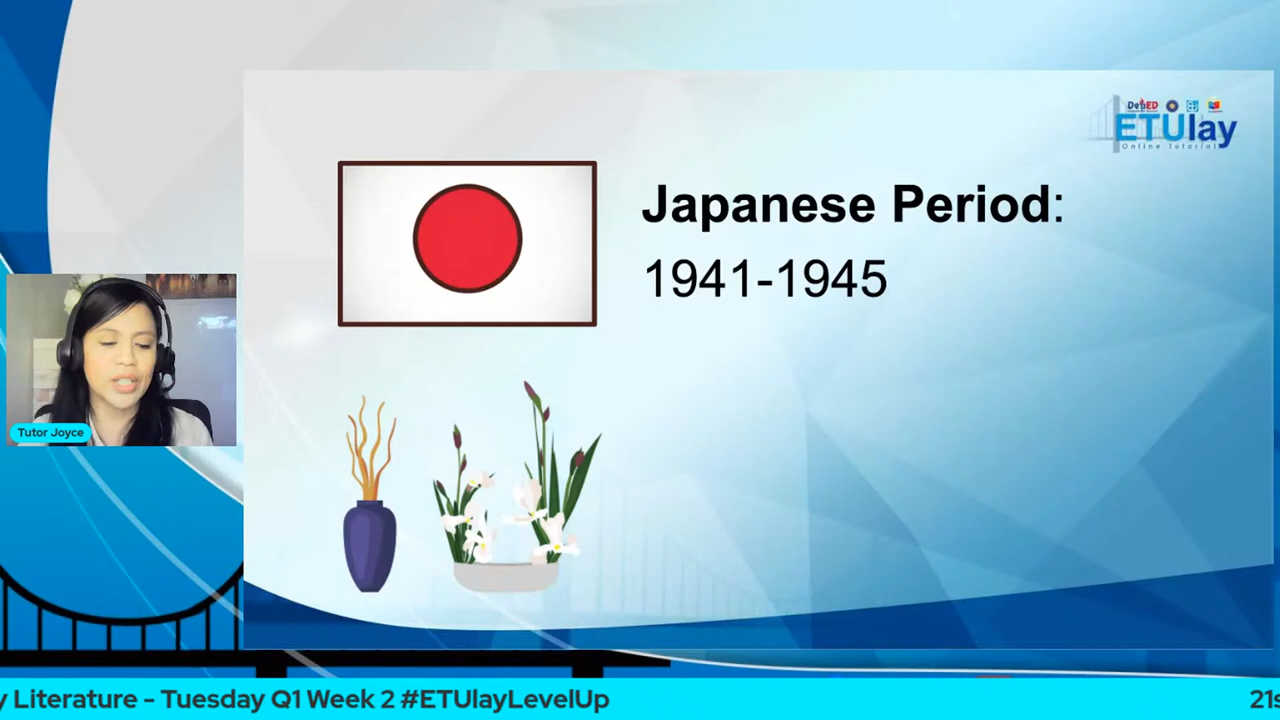 DepED
ETUlay
Online Tutorial
Japanese Period:
1941-1945
Tutor Joyce
y Literature - Tuesday Q1 Week 2 #ETUlayLevelUp
21s